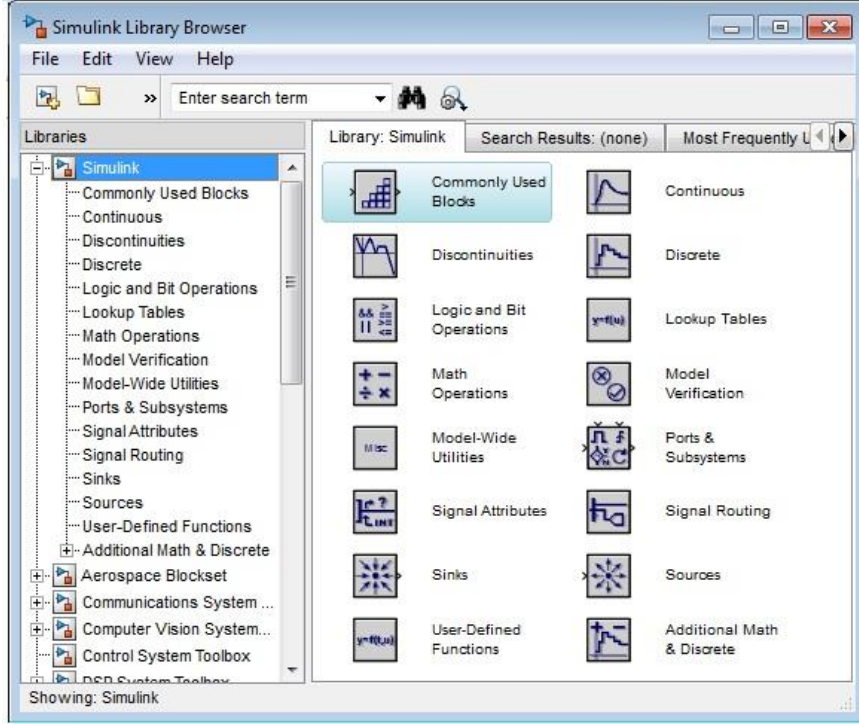 Simulink Library Browser
File Edit View Help
» Enter search term
Libraries
Simulink
Commonly Used Blocks
Continuous
Discontinuities
Discrete
Logic and Bit Operations
Lookup Tables
Math Operations
Model Verification
Model-Wide Utilities
Ports & Subsystems
Signal Attributes
Signal Routing
Sinks
Sources
User-Defined Functions
Additional Math & Discrete
Aerospace Blockset
Communications System ...
Computer Vision System...
Control System Toolbox
DSP System Toolbox
Library: Simulink Search Results: (none) Most Frequently U
Commonly Used
Blocks
Continuous
Discontinuities
Discrete
&& >
|| >=
<=
Logic and Bit
Operations
y=f(u)
Lookup Tables
+ −
÷ ×
Math
Operations
Model
Verification
Misc
Model-Wide
Utilities
Ports &
Subsystems
?
INT
Signal Attributes
Signal Routing
Sinks
Sources
y=f(t,u)
User-Defined
Functions
Additional Math
& Discrete
Showing: Simulink